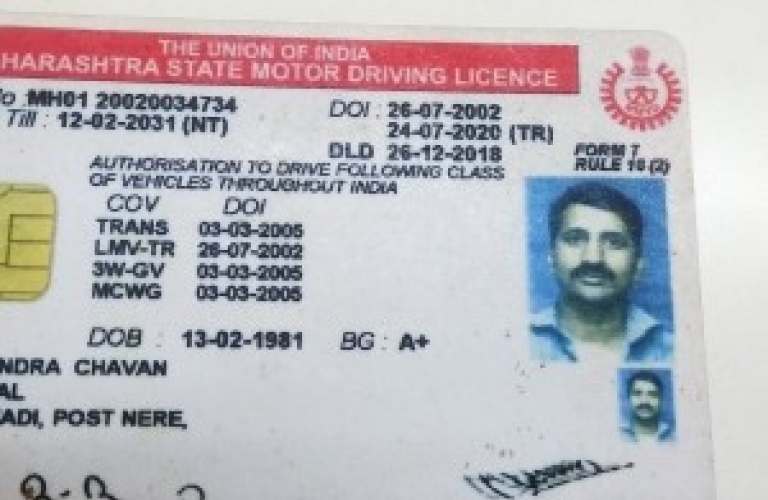 THE UNION OF INDIA
HARASHTRA STATE MOTOR DRIVING LICENCE
o MH01 20020034734 DOI : 26-07-2002
Till : 12-02-2031 (NT) 24-07-2020 (TR)
DLD 26-12-2018
FORM 7
RULE 16 (2)
AUTHORISATION TO DRIVE FOLLOWING CLASS
OF VEHICLES THROUGHOUT INDIA
COV DOI
TRANS 03-03-2005
LMV-TR 26-07-2002
3W-GV 03-03-2005
MCWG 03-03-2005
DOB : 13-02-1981 BG : A+
NDRA CHAVAN
AL
ADI, POST NERE,